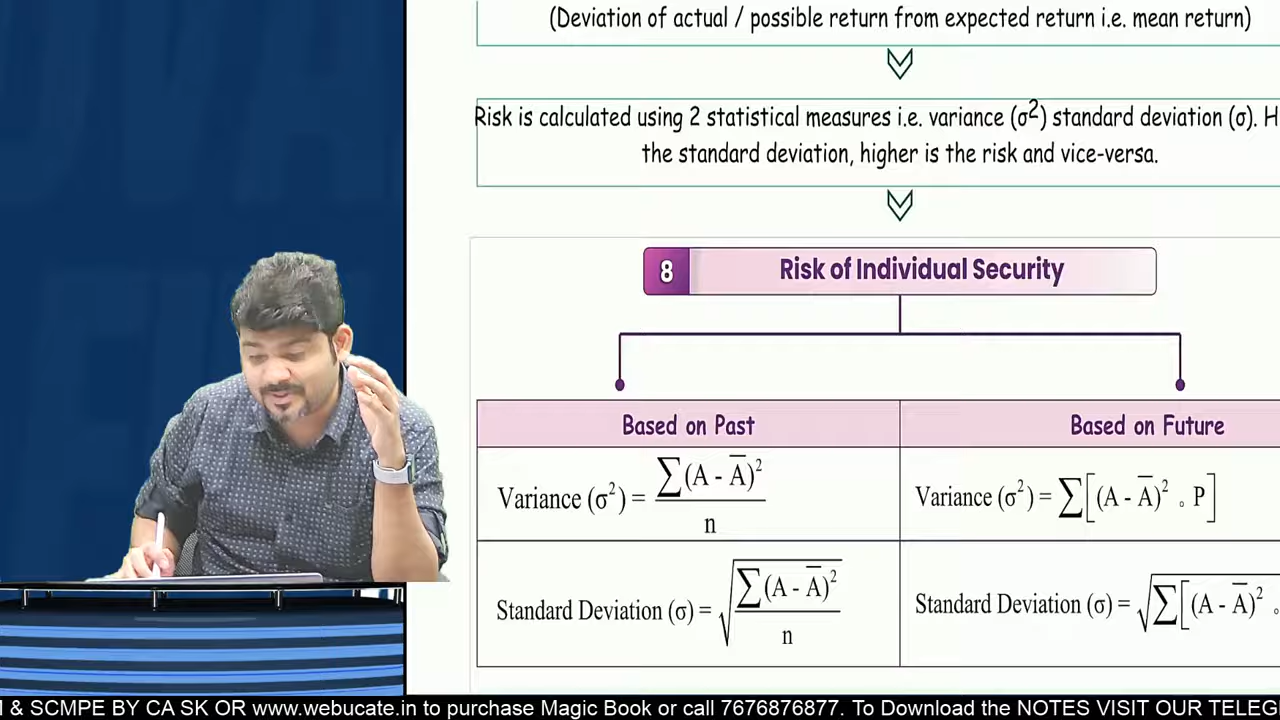 (Deviation of actual / possible return from expected return i.e. mean return)
Risk is calculated using 2 statistical measures i.e. variance (σ²) standard deviation (σ). H
the standard deviation, higher is the risk and vice-versa.
8 Risk of Individual Security
Based on Past
Based on Future
Variance (σ²) = ∑(A - A̅)² / n
Variance (σ²) = ∑[(A - A̅)² . P]
Standard Deviation (σ) = √(∑(A - A̅)² / n)
Standard Deviation (σ) = √∑[(A - A̅)² .
M & SCMPE BY CA SK OR www.webucate.in to purchase Magic Book or call 7676876877. To Download the NOTES VISIT OUR TELEG